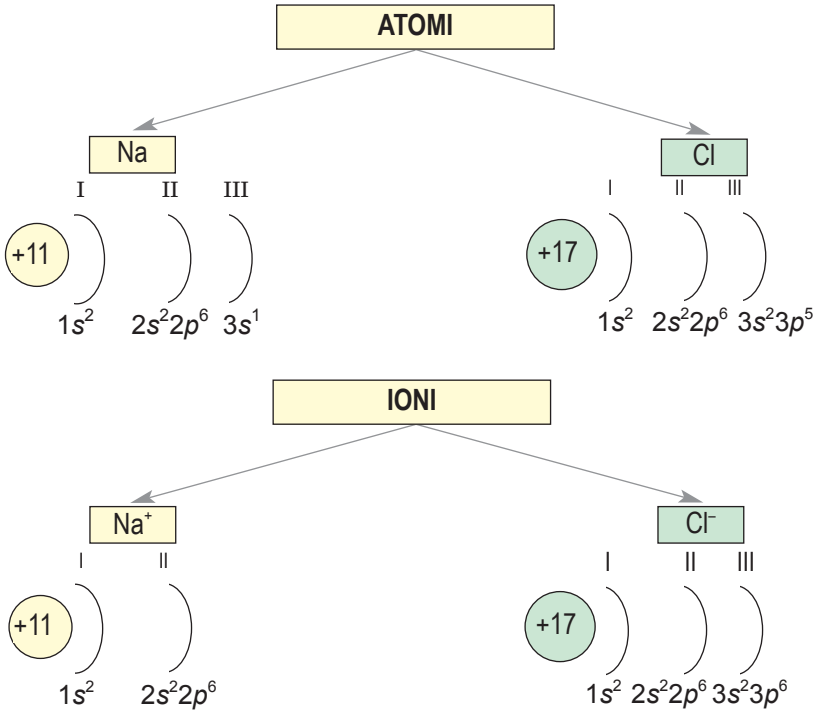 ATOMI
Na Cl
I II III I II III
+11 +17
1s² 2s²2p⁶ 3s¹ 1s² 2s²2p⁶ 3s²3p⁵
IONI
Na⁺ Cl⁻
I II I II III
+11 +17
1s² 2s²2p⁶ 1s² 2s²2p⁶ 3s²3p⁶